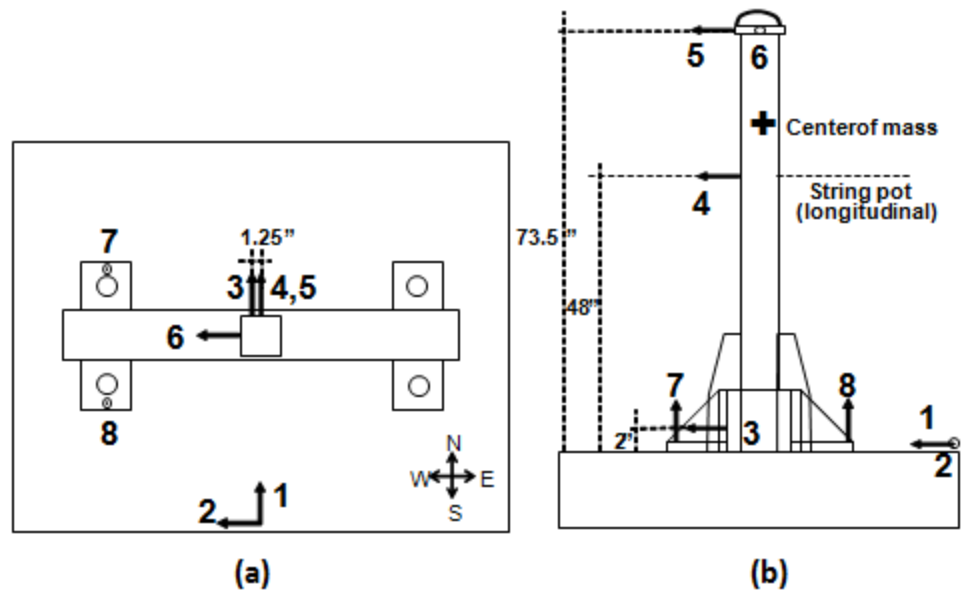 7
1.25”
3
4,5
6
8
N
W
E
S
2
1
(a)
5
6
Centerof mass
4
String pot
(longitudinal)
73.5 ”
48”
7
8
3
2”
1
2
(b)